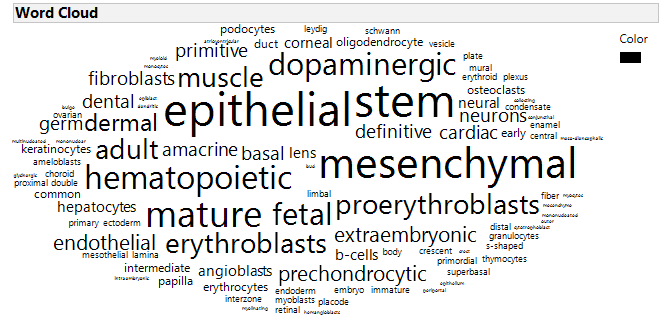 Word Cloud
Color
podocytes leydig schwann
primitive duct corneal oligodendrocyte vesicle
fibroblasts muscle dopaminergic plate
mural
erythroid plexus
osteoclasts
dental epithelial stem neural
condensate
ovarian
germ dermal neurons
enamel
definitive cardiac early central
keratinocytes adult amacrine basal lens
ameloblasts
mesenchymal
choroid
proximal double
hematopoietic
common
limbal
fiber
hepatocytes mature fetal proerythroblasts
primary ectoderm
distal
granulocytes
endothelial erythroblasts extraembryonic s-shaped
mesothelial lamina b-cells body crescent
thymocytes
intermediate angioblasts prechondrocytic primordial
superbasal
papilla
erythrocytes endoderm embryo immature
interzone myoblasts placode
retinal